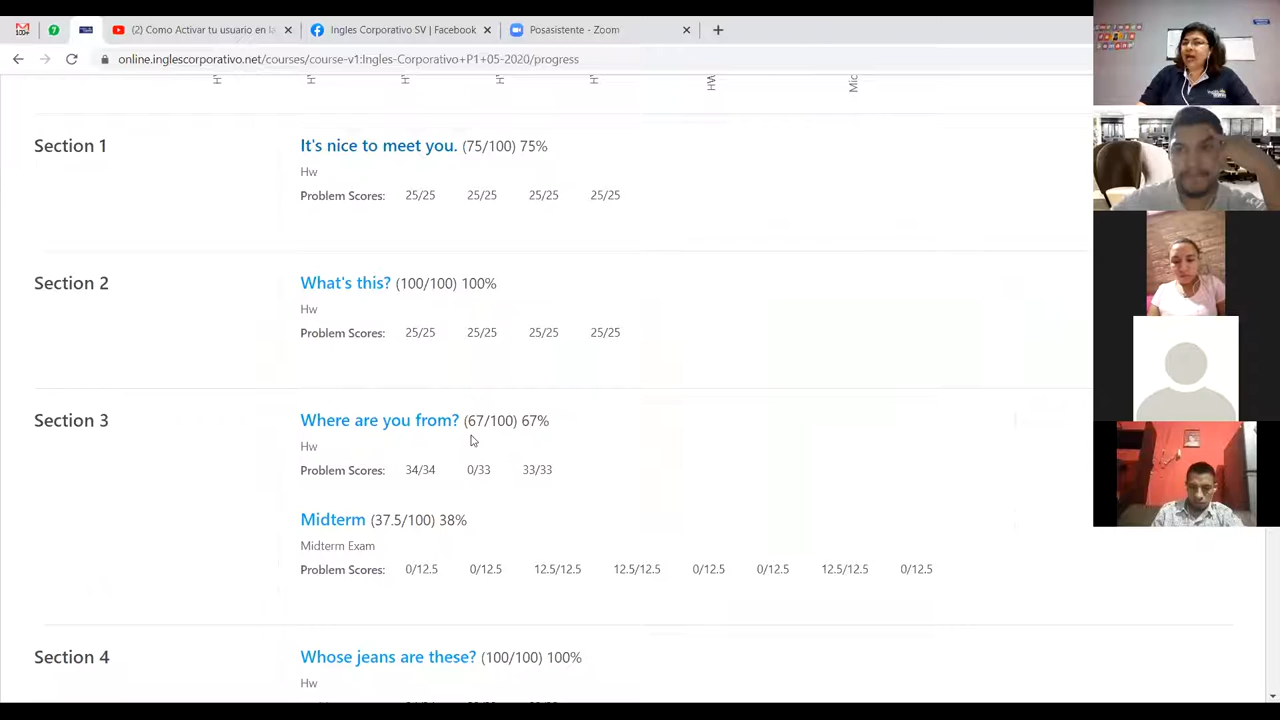 100+
7
(2) Como Activar tu usuario en la
Ingles Corporativo SV | Facebook
Posasistente - Zoom
online.inglescorporativo.net/courses/course-v1:Ingles-Corporativo+P1+05-2020/progress
Section 1
It's nice to meet you. (75/100) 75%
Hw
Problem Scores: 25/25 25/25 25/25 25/25
Section 2
What's this? (100/100) 100%
Hw
Problem Scores: 25/25 25/25 25/25 25/25
Section 3
Where are you from? (67/100) 67%
Hw
Problem Scores: 34/34 0/33 33/33
Midterm (37.5/100) 38%
Midterm Exam
Problem Scores: 0/12.5 0/12.5 12.5/12.5 12.5/12.5 0/12.5 0/12.5 12.5/12.5 0/12.5
Section 4
Whose jeans are these? (100/100) 100%
Hw